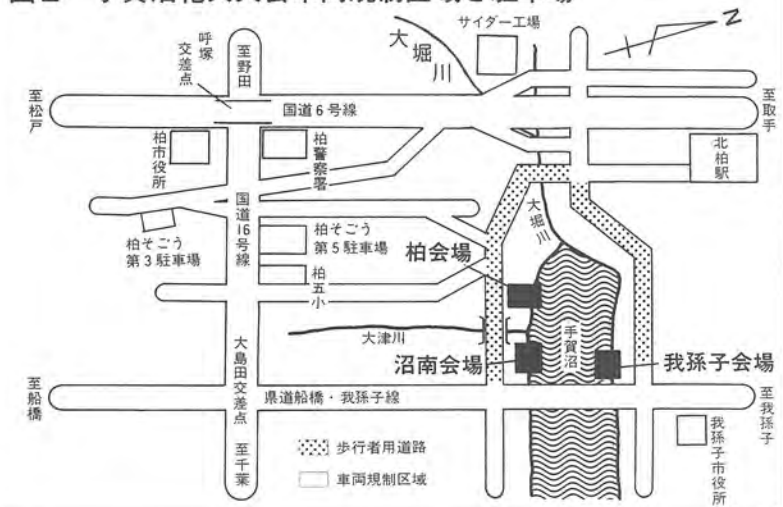 サイダー工場
大堀川
Z
呼塚
交差点
至野田
至松戸
国道6号線
至取手
柏市役所
柏警察署
北柏駅
国道16号線
大堀川
柏そごう
第3駐車場
柏そごう
第5駐車場
柏会場
柏五小
大津川
手賀沼
沼南会場
我孫子会場
大島田交差点
至船橋
県道船橋・我孫子線
至我孫子
至千葉
歩行者用道路
車両規制区域
我孫子市役所